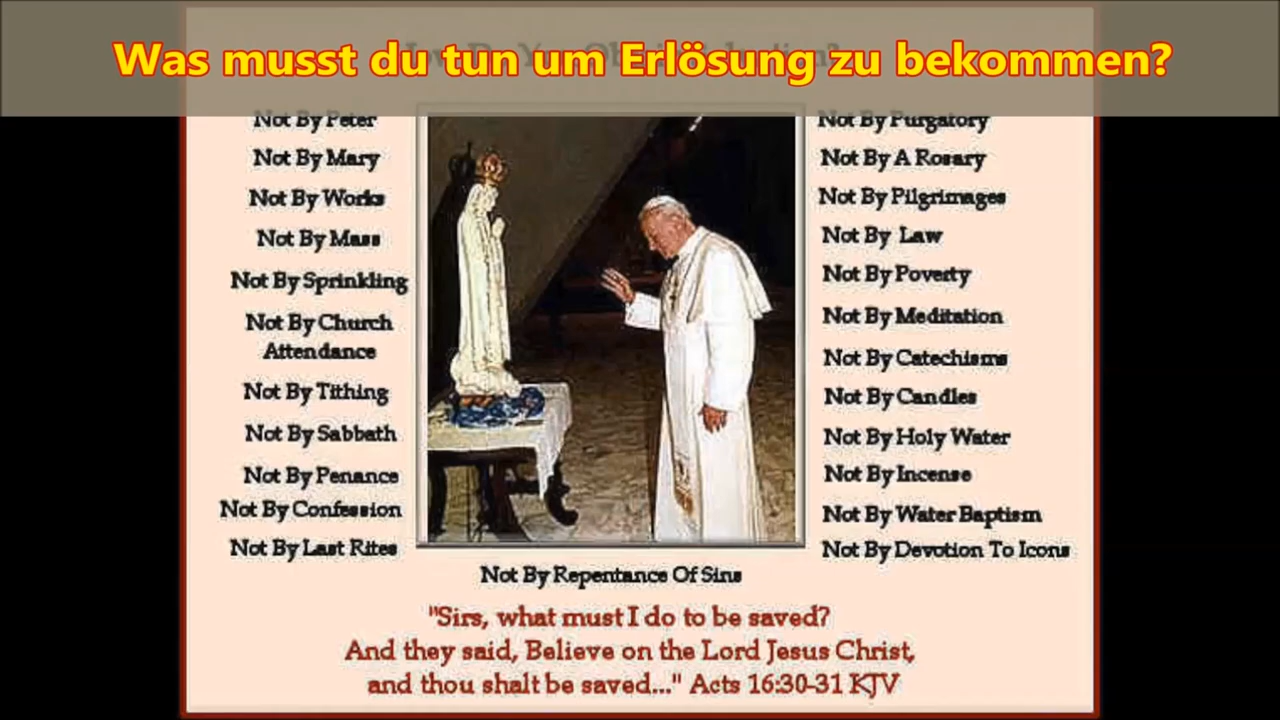 Was musst du tun um Erlösung zu bekommen?
Not By Peter
Not By Mary
Not By Works
Not By Mass
Not By Sprinkling
Not By Church
Attendance
Not By Tithing
Not By Sabbath
Not By Penance
Not By Confession
Not By Last Rites
Not By Purgatory
Not By A Rosary
Not By Pilgrimages
Not By Law
Not By Poverty
Not By Meditation
Not By Catechisms
Not By Candles
Not By Holy Water
Not By Incense
Not By Water Baptism
Not By Devotion To Icons
Not By Repentance Of Sins
"Sirs, what must I do to be saved?
And they said, Believe on the Lord Jesus Christ,
and thou shalt be saved..." Acts 16:30-31 KJV